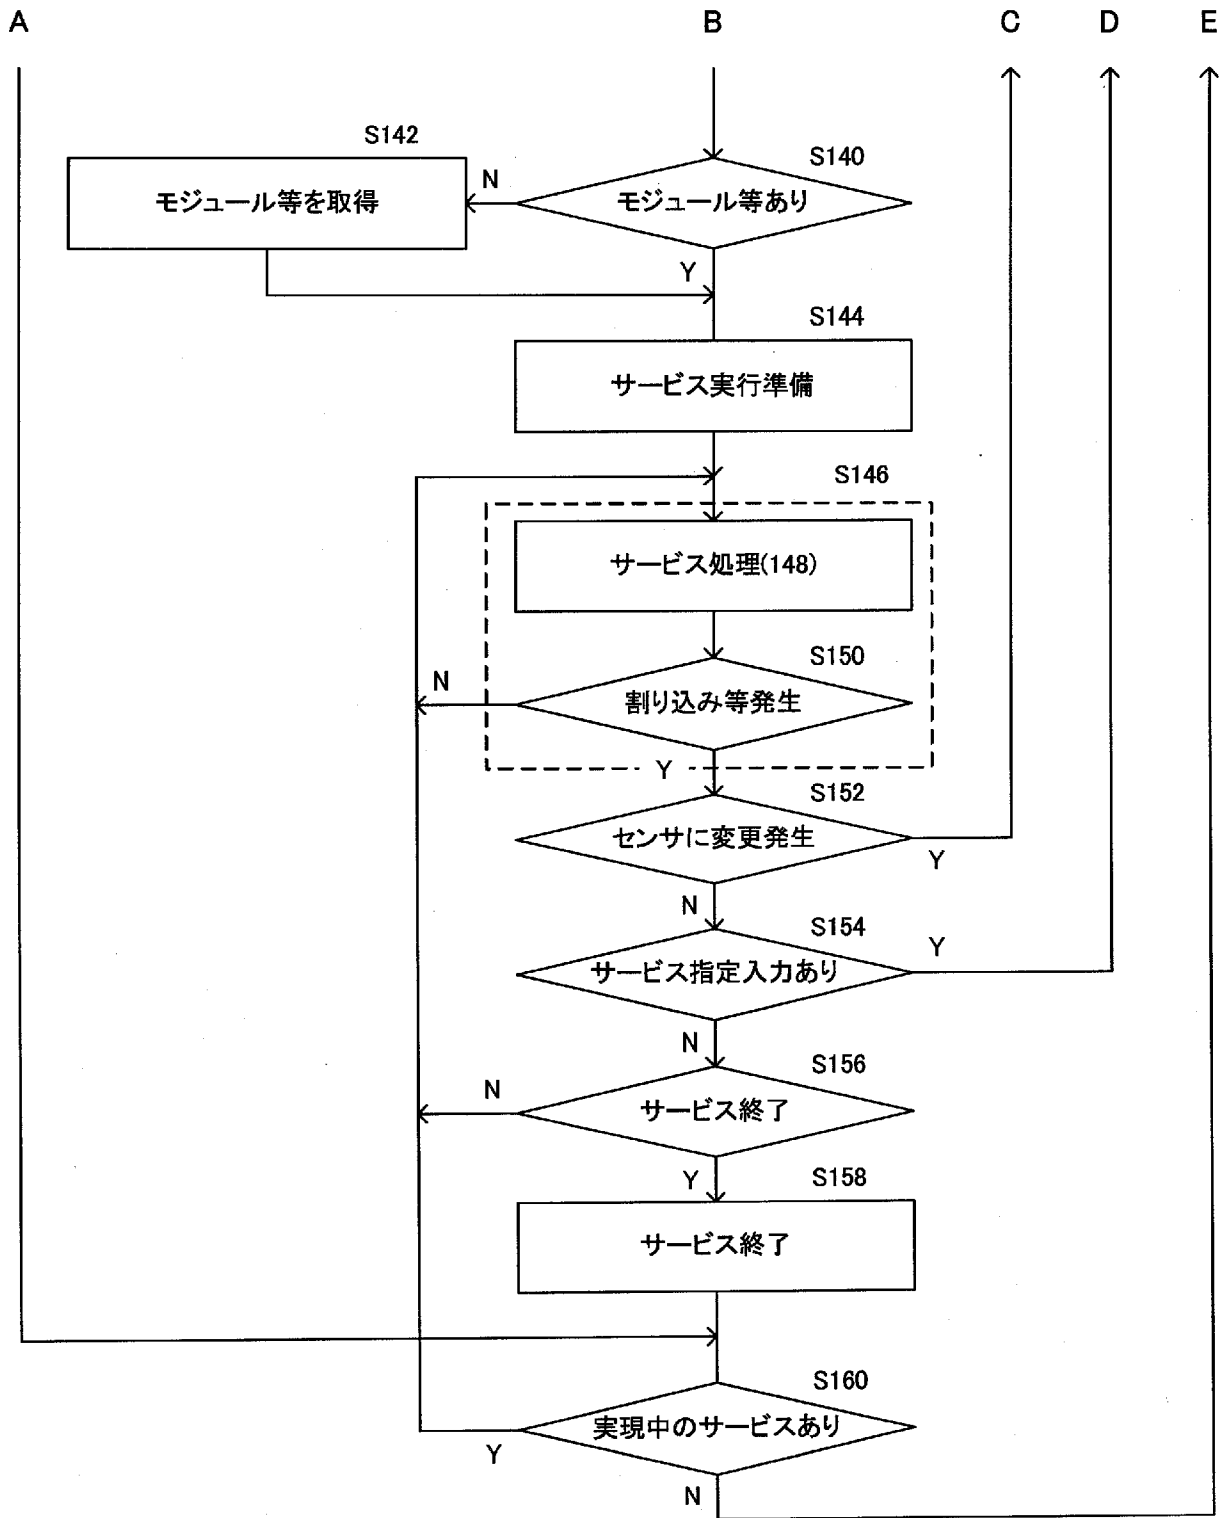 A
B
C
D
E
S142
S140
モジュール等を取得
N
モジュール等あり
Y
S144
サービス実行準備
S146
サービス処理(148)
S150
N
割り込み等発生
Y
S152
センサに変更発生
Y
N
S154
サービス指定入力あり
Y
N
S156
N
サービス終了
Y
S158
サービス終了
S160
実現中のサービスあり
Y
N